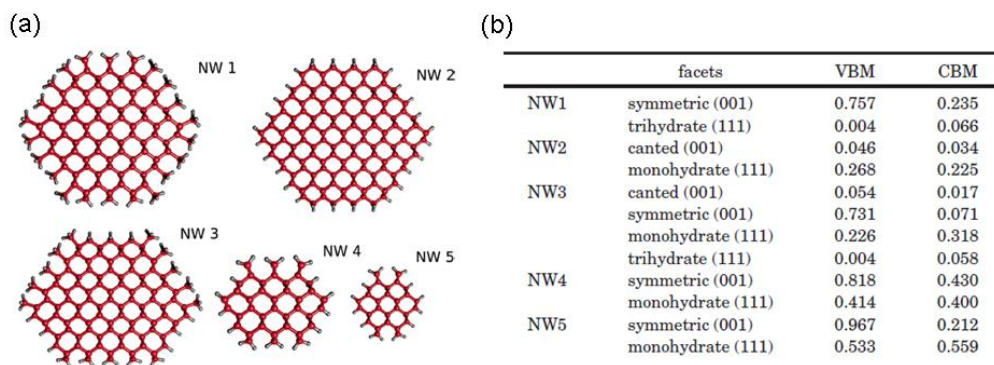 (a)
NW 1
NW 2
NW 3
NW 4
NW 5
(b)
facets VBM CBM
NW1 symmetric (001) 0.757 0.235
trihydrate (111) 0.004 0.066
NW2 canted (001) 0.046 0.034
monohydrate (111) 0.268 0.225
NW3 canted (001) 0.054 0.017
symmetric (001) 0.731 0.071
monohydrate (111) 0.226 0.318
trihydrate (111) 0.004 0.058
NW4 symmetric (001) 0.818 0.430
monohydrate (111) 0.414 0.400
NW5 symmetric (001) 0.967 0.212
monohydrate (111) 0.533 0.559